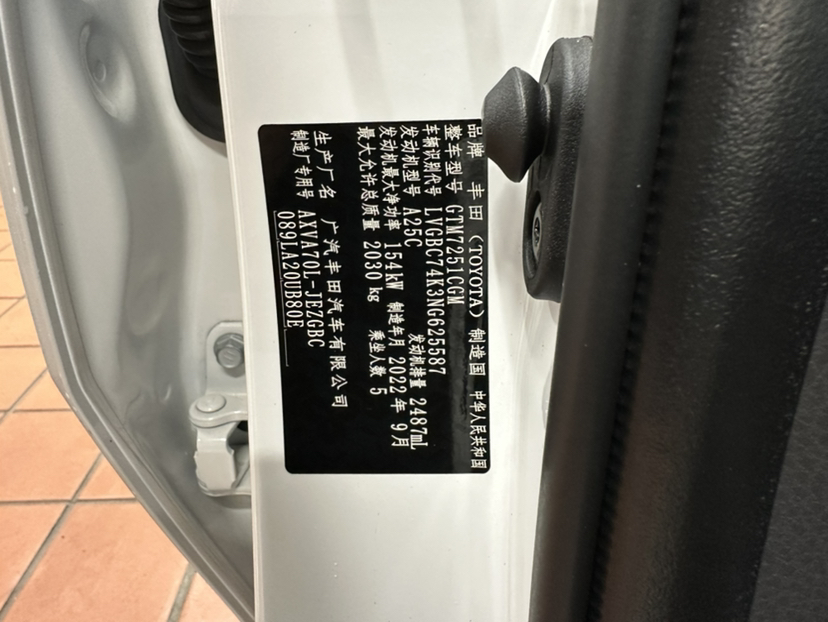 品牌 丰田（TOYOTA） 制造国 中华人民共和国
整车型号 GTM7251CGM
车辆识别代号 LVGBC74K3NG625587
发动机型号 A25C 发动机排量 2487mL
发动机最大净功率 154kW 制造年月 2022年9月
最大允许总质量 2030kg 乘坐人数 5
生产厂名 广汽丰田汽车有限公司
制造厂专用号 AXVA70L-JEZGBC
089LA20UB80E